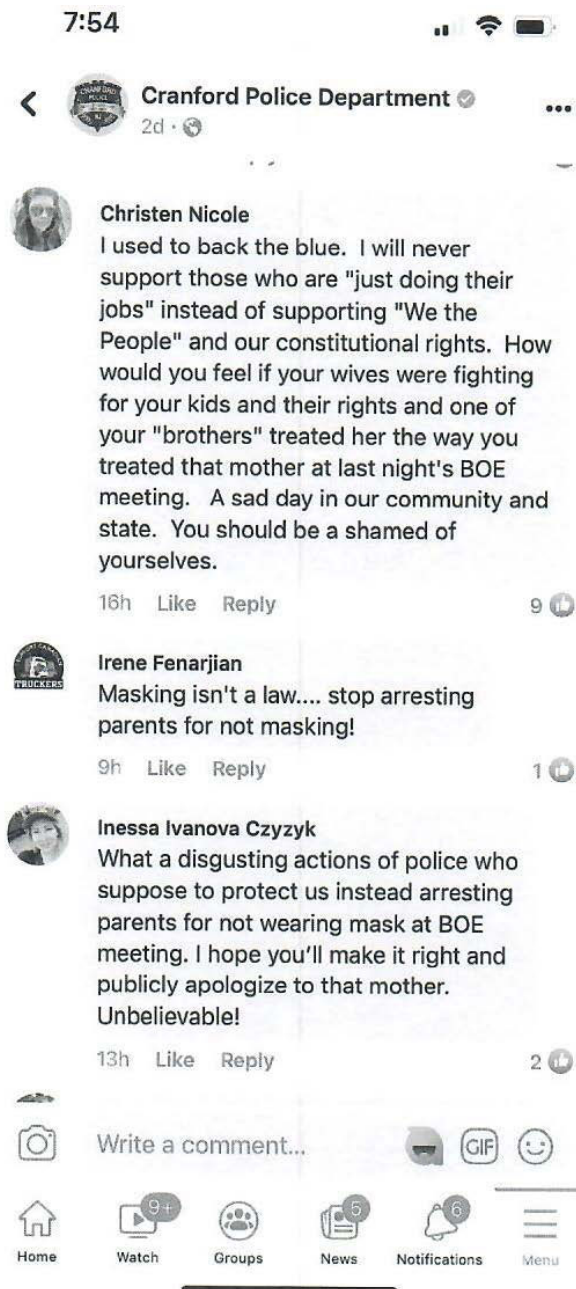 7:54
Cranford Police Department
2d
Christen Nicole
I used to back the blue. I will never
support those who are "just doing their
jobs" instead of supporting "We the
People" and our constitutional rights. How
would you feel if your wives were fighting
for your kids and their rights and one of
your "brothers" treated her the way you
treated that mother at last night's BOE
meeting. A sad day in our community and
state. You should be a shamed of
yourselves.
16h Like Reply 9
TRUCKERS
Irene Fenarjian
Masking isn't a law.... stop arresting
parents for not masking!
9h Like Reply 1
Inessa Ivanova Czyzyk
What a disgusting actions of police who
suppose to protect us instead arresting
parents for not wearing mask at BOE
meeting. I hope you'll make it right and
publicly apologize to that mother.
Unbelievable!
13h Like Reply 2
Write a comment... GIF
9+ 5 6
Home Watch Groups News Notifications Menu